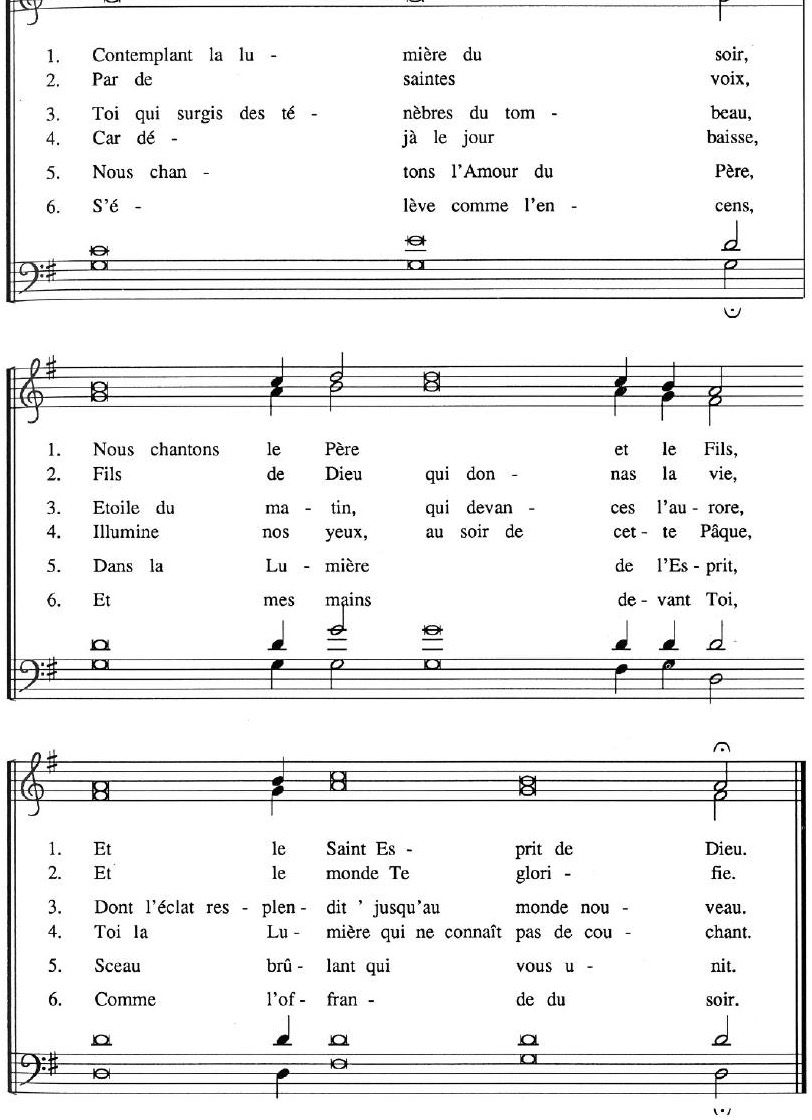 1. Contemplant la lu - mière du soir,
2. Par de saintes voix,
3. Toi qui surgis des té - nèbres du tom - beau,
4. Car dé - jà le jour baisse,
5. Nous chan - tons l'Amour du Père,
6. S'é - lève comme l'en - cens,
1. Nous chantons le Père et le Fils,
2. Fils de Dieu qui don - nas la vie,
3. Etoile du ma - tin, qui devan - ces l'au - rore,
4. Illumine nos yeux, au soir de cet - te Pâque,
5. Dans la Lu - mière de l'Es - prit,
6. Et mes mains de - vant Toi,
1. Et le Saint Es - prit de Dieu.
2. Et le monde Te glori - fie.
3. Dont l'éclat res - plen - dit ' jusqu'au monde nou - veau.
4. Toi la Lu - mière qui ne connaît pas de cou - chant.
5. Sceau brû - lant qui vous u - nit.
6. Comme l'of - fran - de du soir.